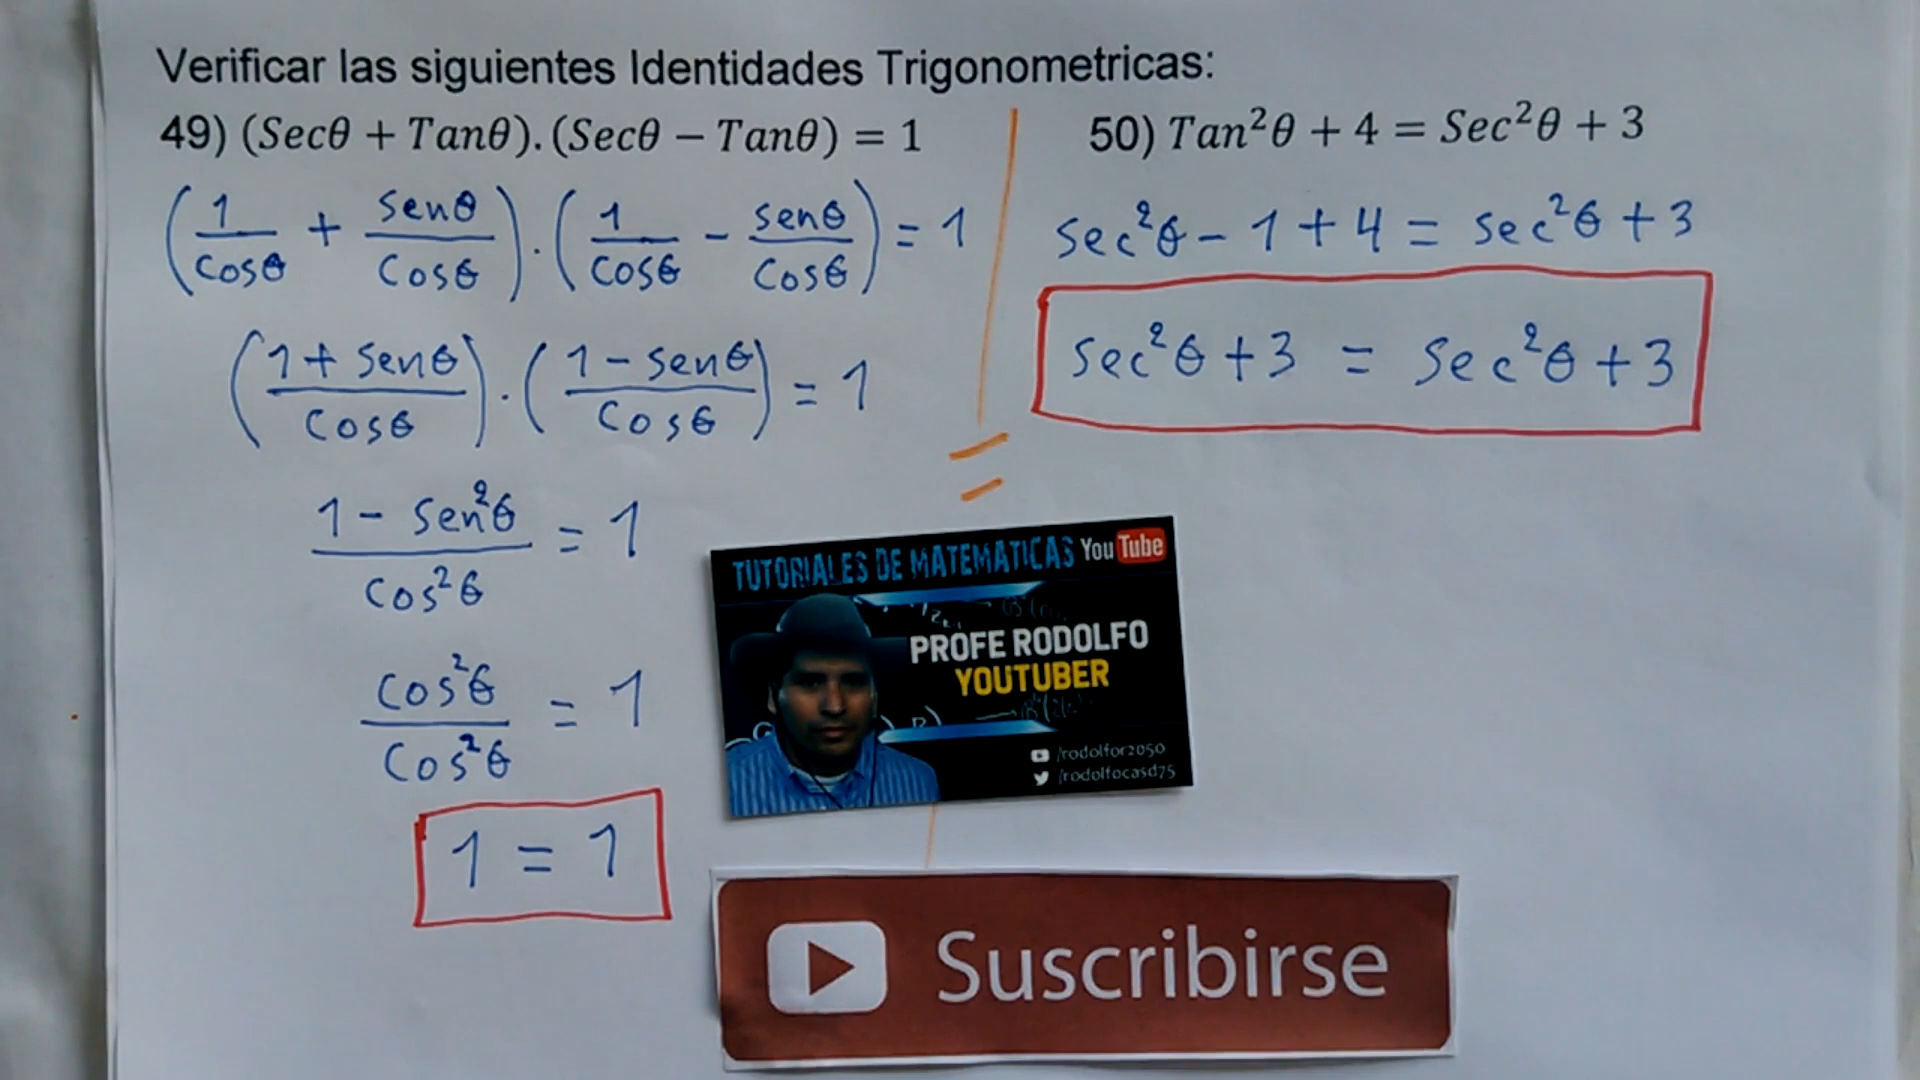 Verificar las siguientes Identidades Trigonometricas:
49) (Secθ + Tanθ).(Secθ − Tanθ) = 1
(1/cosθ + senθ/cosθ) · (1/cosθ - senθ/cosθ) = 1
((1 + senθ)/cosθ) · ((1 - senθ)/cosθ) = 1
(1 - sen²θ)/cos²θ = 1
cos²θ/cos²θ = 1
1 = 1
50) Tan²θ + 4 = Sec²θ + 3
sec²θ - 1 + 4 = sec²θ + 3
sec²θ + 3 = sec²θ + 3
TUTORIALES DE MATEMATICAS YouTube
PROFE RODOLFO
YOUTUBER
/rodolfor2050
/rodolfocasd75
Suscribirse